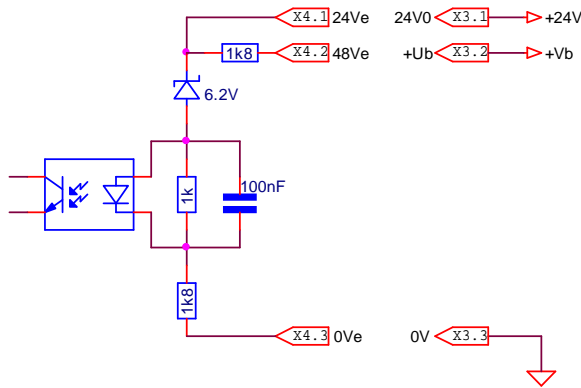 X4.1 24Ve 24V0 X3.1 +24V
1k8 X4.2 48Ve +Ub X3.2 +Vb
6.2V
100nF
1k
1k8
X4.3 0Ve 0V X3.3